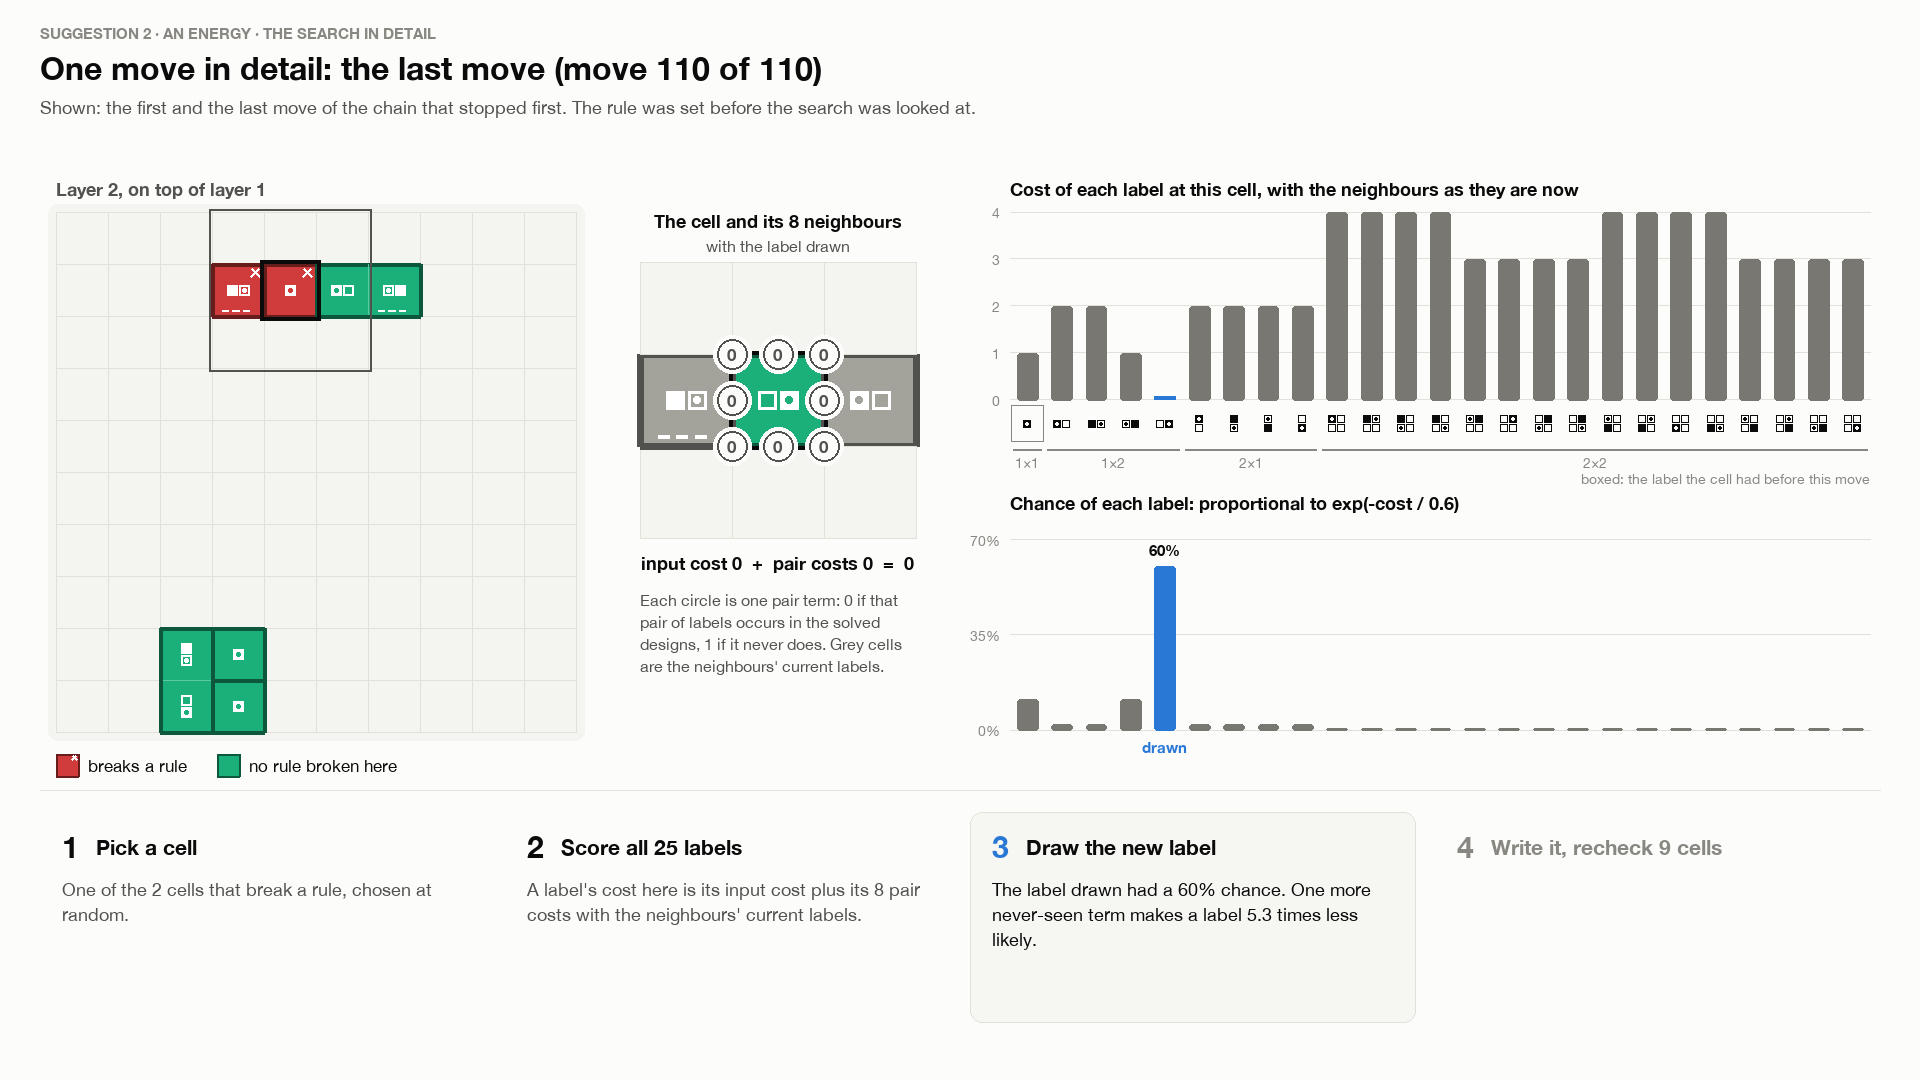 SUGGESTION 2 · AN ENERGY · THE SEARCH IN DETAIL
One move in detail: the last move (move 110 of 110)
Shown: the first and the last move of the chain that stopped first. The rule was set before the search was looked at.
Layer 2, on top of layer 1
breaks a rule
no rule broken here
The cell and its 8 neighbours
with the label drawn
0 0 0
0 0
0 0 0
input cost 0 + pair costs 0 = 0
Each circle is one pair term: 0 if that
pair of labels occurs in the solved
designs, 1 if it never does. Grey cells
are the neighbours' current labels.
Cost of each label at this cell, with the neighbours as they are now
4
3
2
1
0
1×1 1×2 2×1 2×2
boxed: the label the cell had before this move
Chance of each label: proportional to exp(-cost / 0.6)
70%
60%
35%
0%
drawn
1 Pick a cell
One of the 2 cells that break a rule, chosen at
random.
2 Score all 25 labels
A label's cost here is its input cost plus its 8 pair
costs with the neighbours' current labels.
3 Draw the new label
The label drawn had a 60% chance. One more
never-seen term makes a label 5.3 times less
likely.
4 Write it, recheck 9 cells